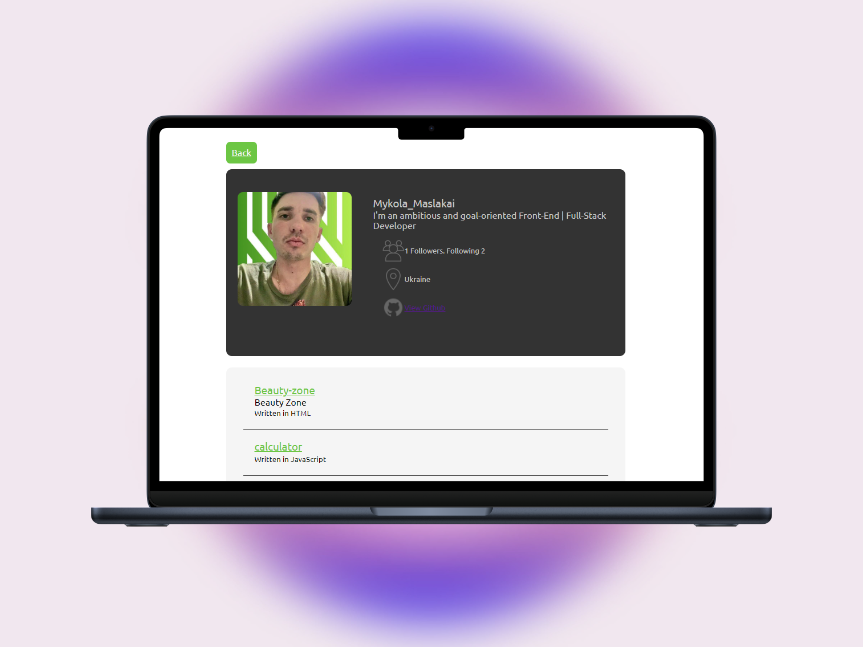 Back
Mykola_Maslakai
I'm an ambitious and goal-oriented Front-End | Full-Stack
Developer
1 Followers. Following 2
Ukraine
Beauty-zone
Beauty Zone
Written in HTML
calculator
Written in JavaScript